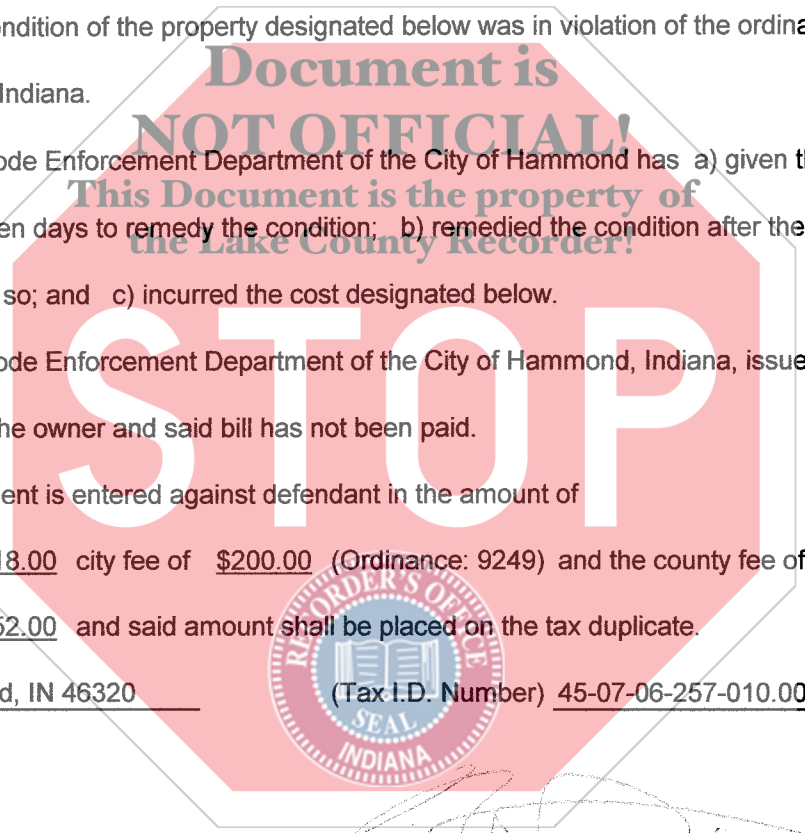 ndition of the property designated below was in violation of the ordina
Document is
Indiana.
NOT OFFICIAL!
ode Enforcement Department of the City of Hammond has a) given t
This Document is the property of
en days to remedy the condition; b) remedied the condition after the
the Lake County Recorder!
so; and c) incurred the cost designated below.
STOP
ode Enforcement Department of the City of Hammond, Indiana, issue
he owner and said bill has not been paid.
ent is entered against defendant in the amount of
18.00 city fee of $200.00 (Ordinance: 9249) and the county fee of
52.00 and said amount shall be placed on the tax duplicate.
RECORDER'S OFFICE
SEAL
INDIANA
d, IN 46320 (Tax I.D. Number) 45-07-06-257-010.00